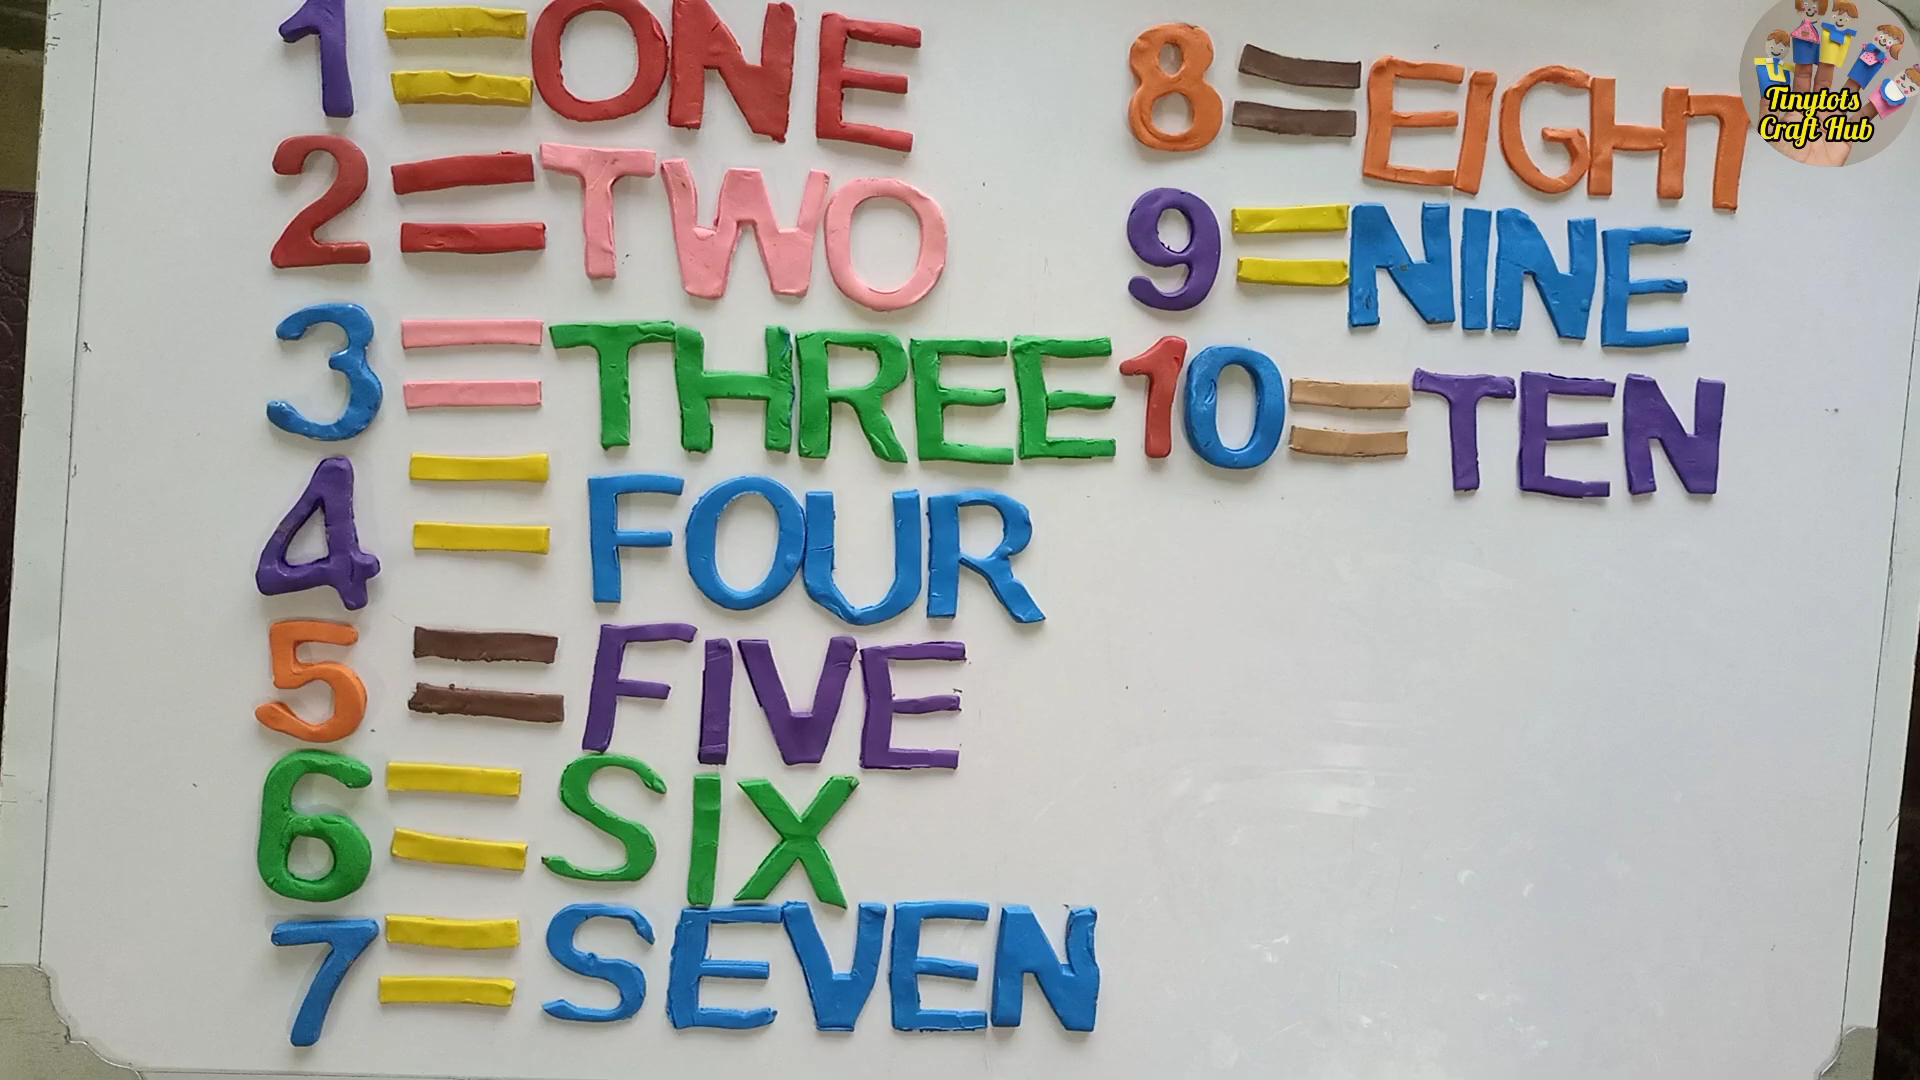 1=ONE
2=TWO
3=THREE
4=FOUR
5=FIVE
6=SIX
7=SEVEN
8=EIGHT
9=NINE
10=TEN
Tinytots
Craft Hub